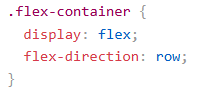 .flex-container {
  display: flex;
  flex-direction: row;
}